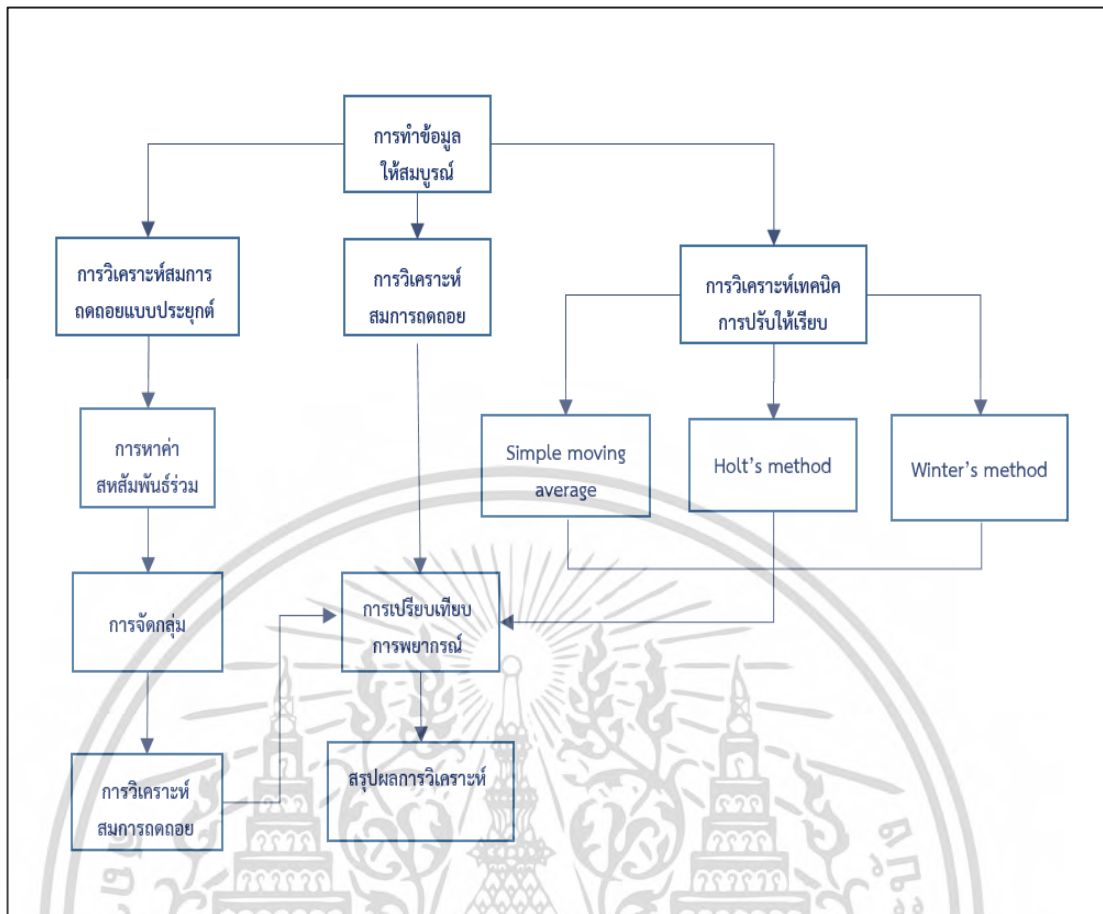 การทำข้อมูล
ให้สมบูรณ์
การวิเคราะห์สมการ
ถดถอยแบบประยุกต์
การวิเคราะห์
สมการถดถอย
การวิเคราะห์เทคนิค
การปรับให้เรียบ
การหาค่า
สหสัมพันธ์ร่วม
Simple moving
average
Holt's method
Winter's method
การจัดกลุ่ม
การเปรียบเทียบ
การพยากรณ์
การวิเคราะห์
สมการถดถอย
สรุปผลการวิเคราะห์